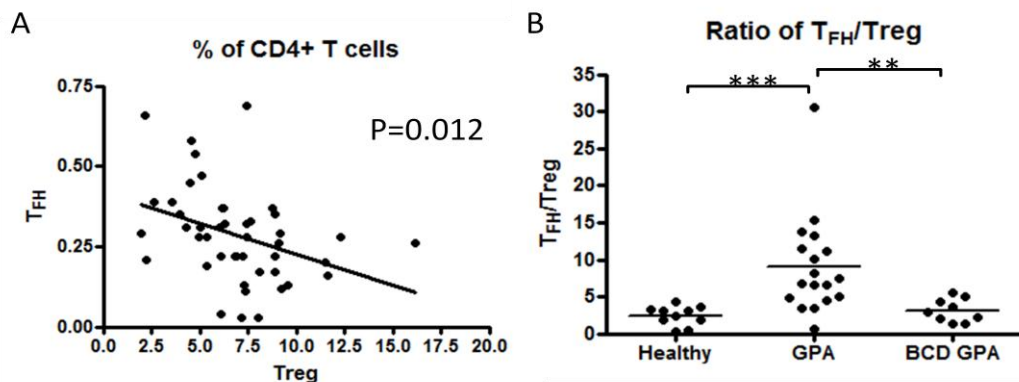 A
% of CD4+ T cells
P=0.012
0.75
0.50
0.25
0.00
TFH
0.0 2.5 5.0 7.5 10.0 12.5 15.0 17.5 20.0
Treg
B
Ratio of TFH/Treg
*** **
35
30
25
20
15
10
5
0
TFH/Treg
Healthy GPA BCD GPA